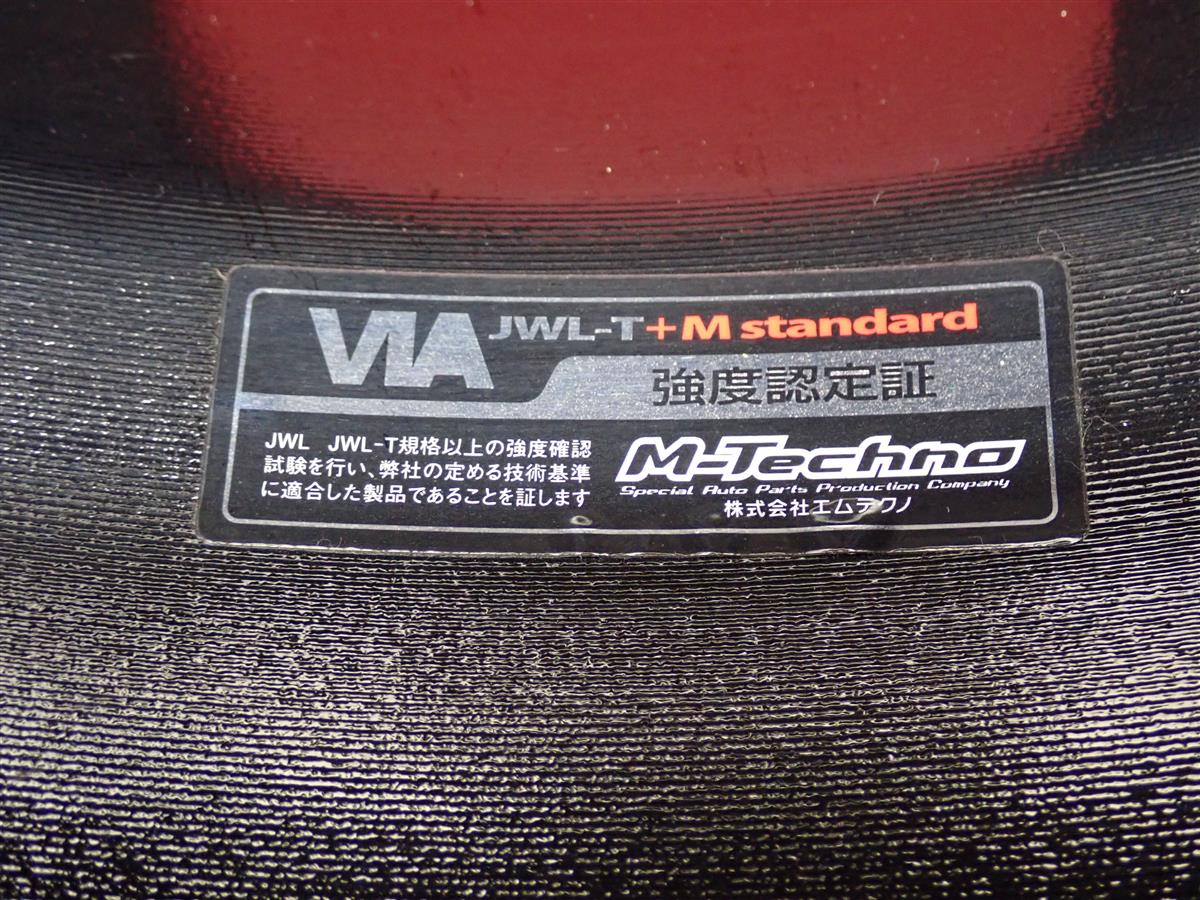 VIA JWL-T+M standard
強度認定証
JWL JWL-T規格以上の強度確認
試験を行い、弊社の定める技術基準
に適合した製品であることを証します
M-Techno
Special Auto Parts Production Company
株式会社エムテクノ